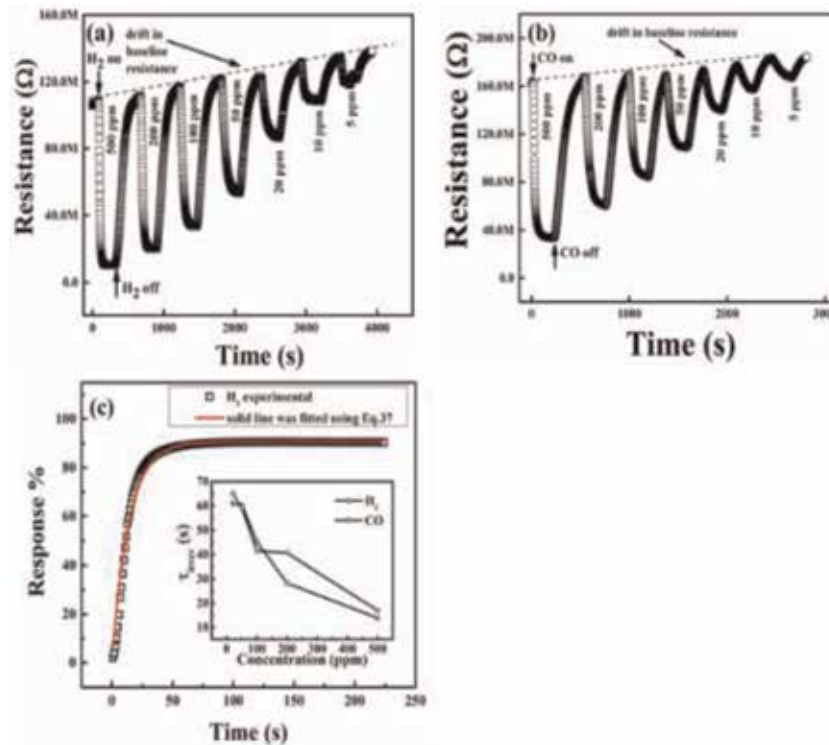 (a)
H2 on
drift in
baseline
resistance
500 ppm
200 ppm
100 ppm
50 ppm
20 ppm
10 ppm
5 ppm
H2 off
Resistance (Ω)
160.0M
120.0M
80.0M
40.0M
0.0
0 1000 2000 3000 4000
Time (s)
(b)
CO on
drift in baseline resistance
500 ppm
200 ppm
100 ppm
50 ppm
20 ppm
10 ppm
5 ppm
CO off
Resistance (Ω)
200.0M
160.0M
120.0M
80.0M
40.0M
0.0
0 1000 2000
Time (s)
(c)
H2 experimental
solid line was fitted using Eq.37
Response %
100
80
60
40
20
0
0 50 100 150 200 250
Time (s)
H2
CO
(s)
70
60
50
40
30
20
10
0 100 200 300 400 500
Concentration (ppm)